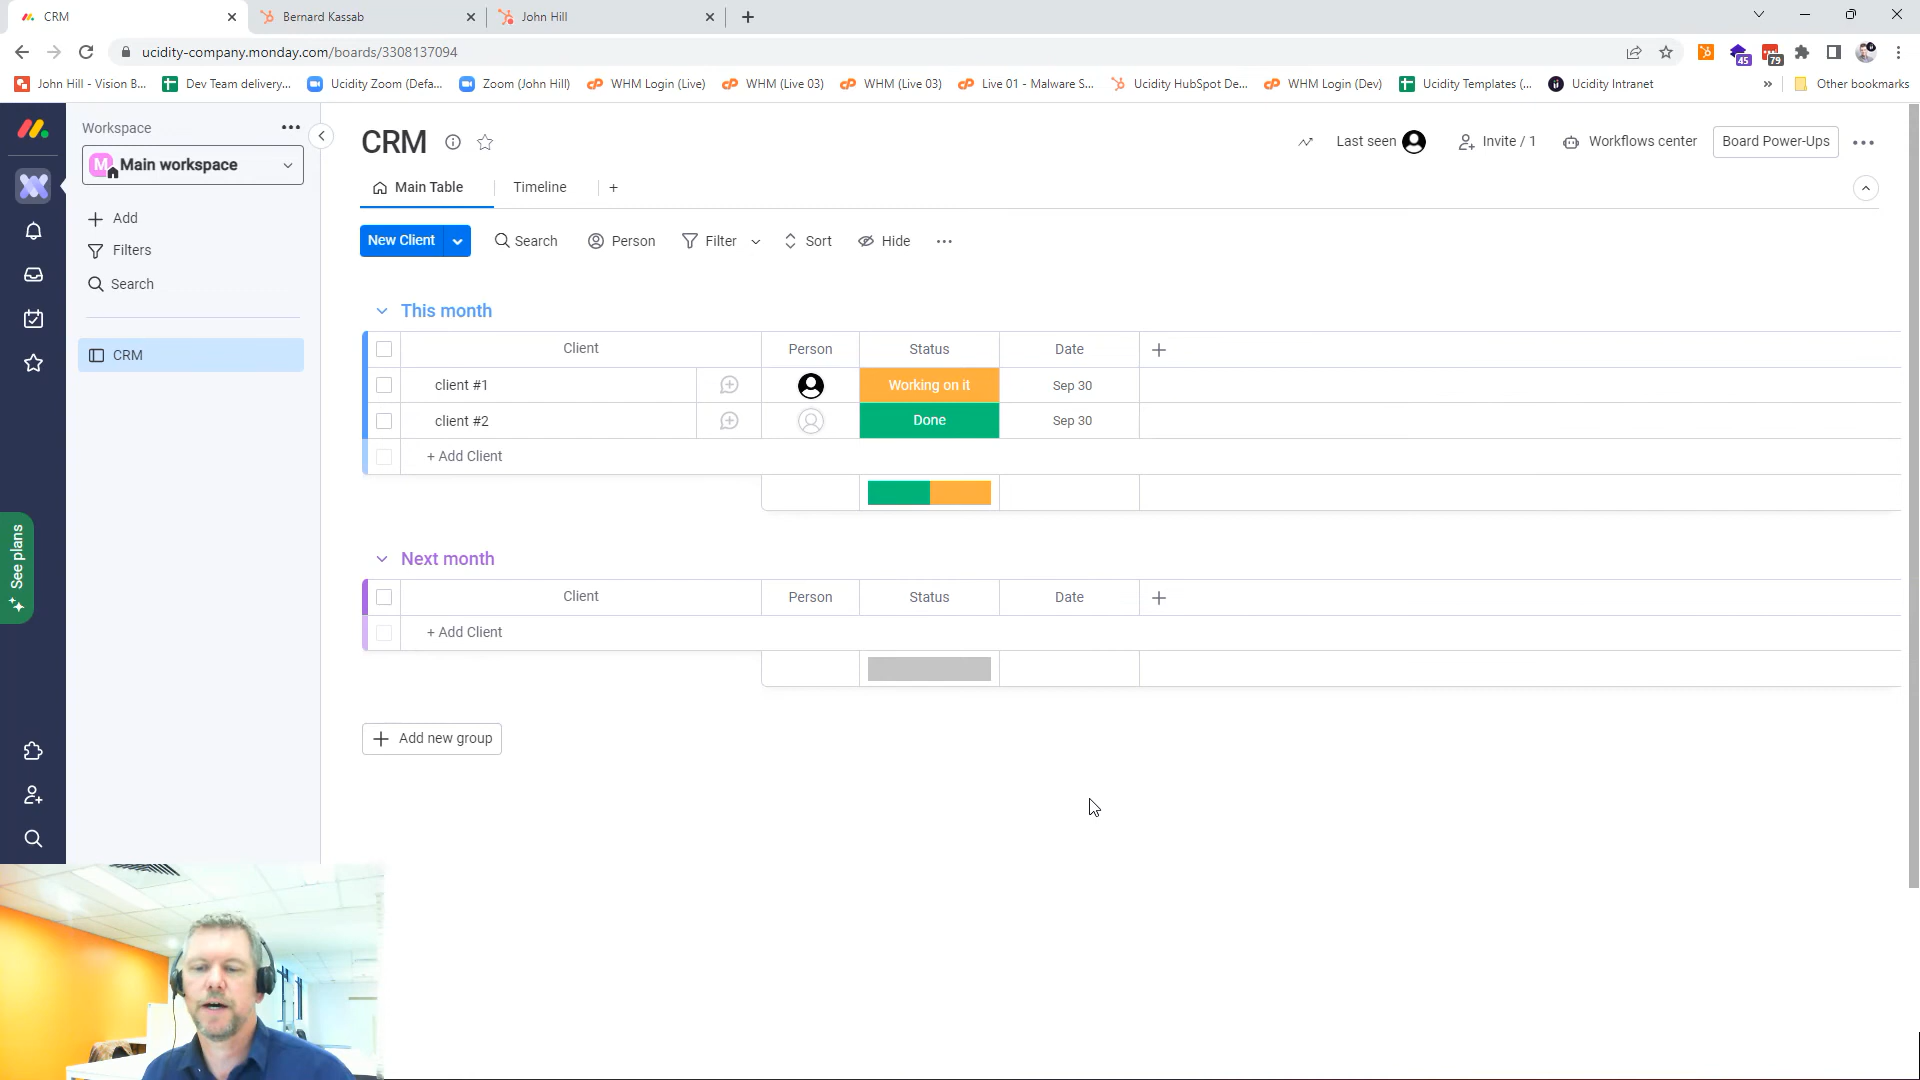 CRM
Bernard Kassab
John Hill
ucidity-company.monday.com/boards/3308137094
45
79
John Hill - Vision B...
Dev Team delivery...
Ucidity Zoom (Defa...
Zoom (John Hill)
WHM Login (Live)
WHM (Live 03)
WHM (Live 03)
Live 01 - Malware S...
Ucidity HubSpot De...
WHM Login (Dev)
Ucidity Templates (...
Ucidity Intranet
»
Other bookmarks
Workspace
M Main workspace
Add
Filters
Search
CRM
See plans
CRM
Last seen
Invite / 1
Workflows center
Board Power-Ups
Main Table
Timeline
+
New Client
Search
Person
Filter
Sort
Hide
This month
Client Person Status Date +
client #1 Working on it Sep 30
client #2 Done Sep 30
+ Add Client
Next month
Client Person Status Date +
+ Add Client
+ Add new group